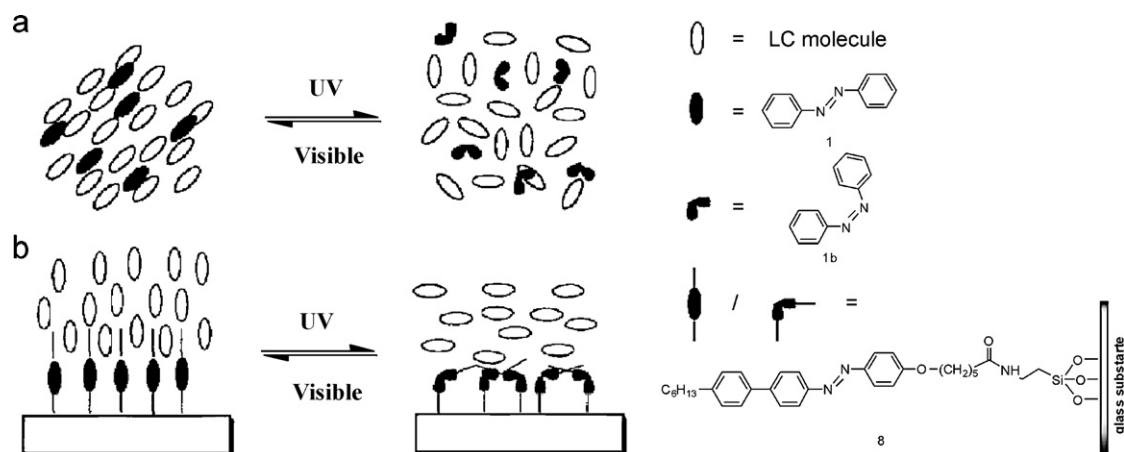 a
UV
Visible
= LC molecule
=
N
N
1
=
N
N
1b
b
UV
Visible
/ =
C₆H₁₃
N
N
O
(CH₂)₅
O
NH
Si
O
O
O
glass substarte
8